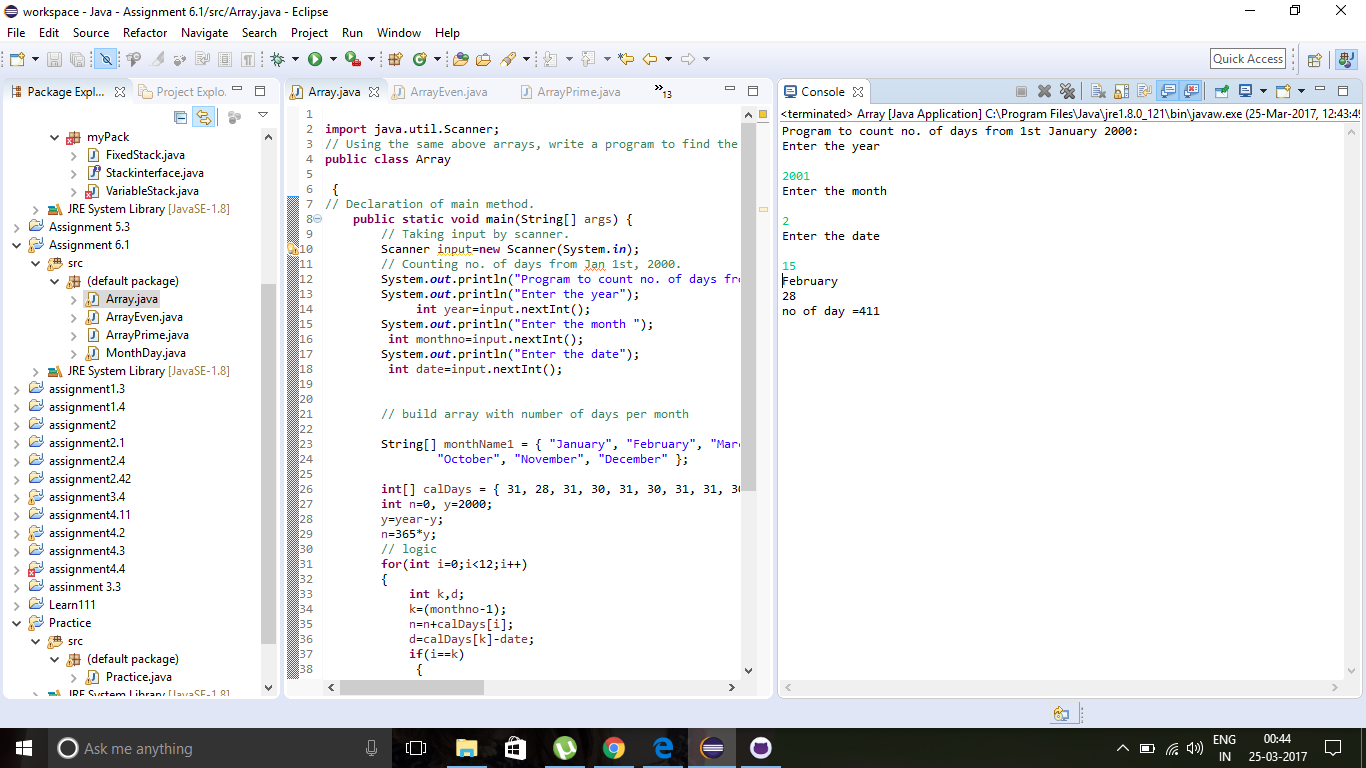 workspace - Java - Assignment 6.1/src/Array.java - Eclipse
File Edit Source Refactor Navigate Search Project Run Window Help
Quick Access
Package Expl... Project Explo.
myPack
FixedStack.java
Stackinterface.java
VariableStack.java
JRE System Library [JavaSE-1.8]
Assignment 5.3
Assignment 6.1
src
(default package)
Array.java
ArrayEven.java
ArrayPrime.java
MonthDay.java
JRE System Library [JavaSE-1.8]
assignment1.3
assignment1.4
assignment2
assignment2.1
assignment2.4
assignment2.42
assignment3.4
assignment4.11
assignment4.2
assignment4.3
assignment4.4
assinment 3.3
Learn111
Practice
src
(default package)
Practice.java
JRE System Library [JavaSE-1.8]
Array.java ArrayEven.java ArrayPrime.java »13
1
2 import java.util.Scanner;
3 // Using the same above arrays, write a program to find the
4 public class Array
5
6 {
7 // Declaration of main method.
8 public static void main(String[] args) {
9 // Taking input by scanner.
10 Scanner input=new Scanner(System.in);
11 // Counting no. of days from Jan 1st, 2000.
12 System.out.println("Program to count no. of days fro
13 System.out.println("Enter the year");
14 int year=input.nextInt();
15 System.out.println("Enter the month ");
16 int monthno=input.nextInt();
17 System.out.println("Enter the date");
18 int date=input.nextInt();
19
20
21 // build array with number of days per month
22
23 String[] monthName1 = { "January", "February", "Marc
24 "October", "November", "December" };
25
26 int[] calDays = { 31, 28, 31, 30, 31, 30, 31, 31, 30
27 int n=0, y=2000;
28 y=year-y;
29 n=365*y;
30 // logic
31 for(int i=0;i<12;i++)
32 {
33 int k,d;
34 k=(monthno-1);
35 n=n+calDays[i];
36 d=calDays[k]-date;
37 if(i==k)
38 {
Console
<terminated> Array [Java Application] C:\Program Files\Java\jre1.8.0_121\bin\javaw.exe (25-Mar-2017, 12:43:49
Program to count no. of days from 1st January 2000:
Enter the year
2001
Enter the month
2
Enter the date
15
February
28
no of day =411
Ask me anything
ENG
IN
00:44
25-03-2017